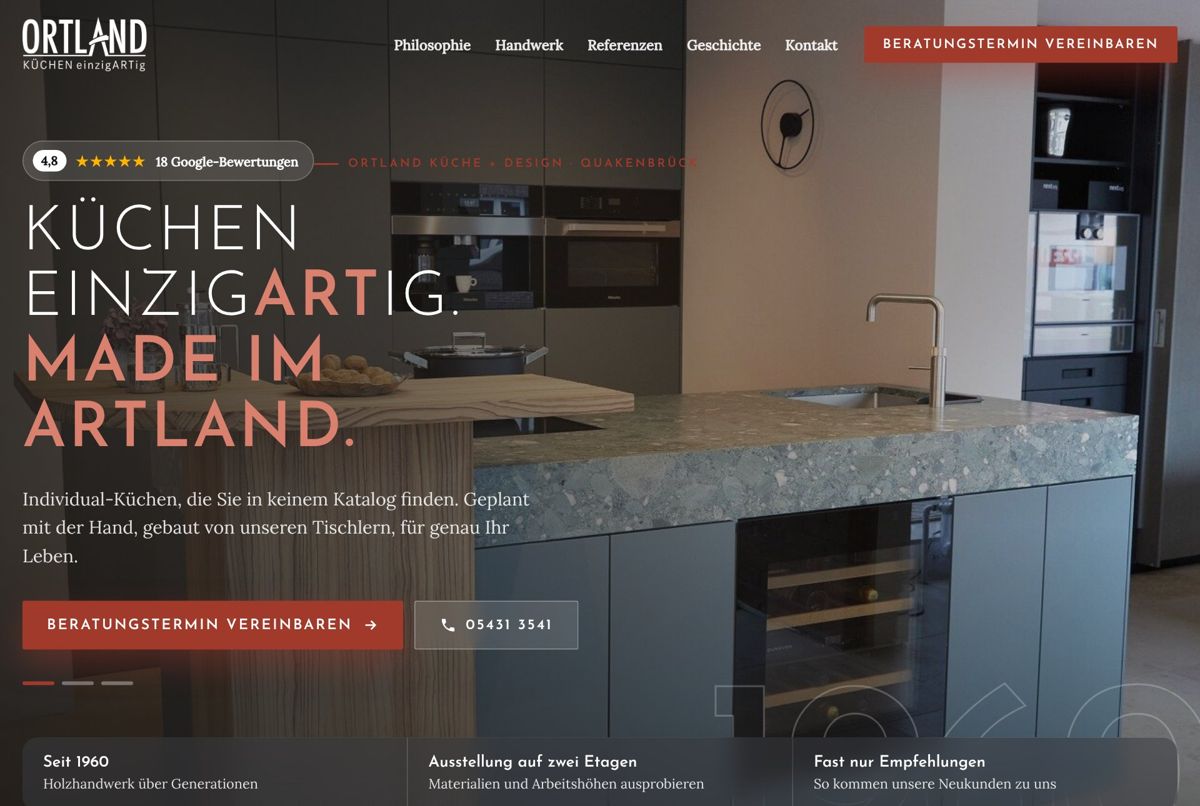 ORTLAND
KÜCHEN einzigARTig
Philosophie
Handwerk
Referenzen
Geschichte
Kontakt
BERATUNGSTERMIN VEREINBAREN
4,8 ★★★★★ 18 Google-Bewertungen
ORTLAND KÜCHE + DESIGN · QUAKENBRÜCK
KÜCHEN
EINZIGARTIG.
MADE IM
ARTLAND.
Individual-Küchen, die Sie in keinem Katalog finden. Geplant
mit der Hand, gebaut von unseren Tischlern, für genau Ihr
Leben.
BERATUNGSTERMIN VEREINBAREN →
05431 3541
1960
Seit 1960
Holzhandwerk über Generationen
Ausstellung auf zwei Etagen
Materialien und Arbeitshöhen ausprobieren
Fast nur Empfehlungen
So kommen unsere Neukunden zu uns